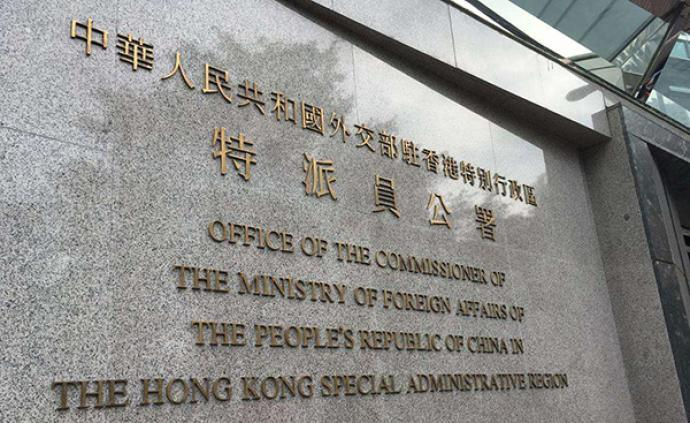 中華人民共和國外交部駐香港特別行政區
特派員公署
OFFICE OF THE COMMISSIONER OF
THE MINISTRY OF FOREIGN AFFAIRS OF
THE PEOPLE'S REPUBLIC OF CHINA IN
THE HONG KONG SPECIAL ADMINISTRATIVE REGION